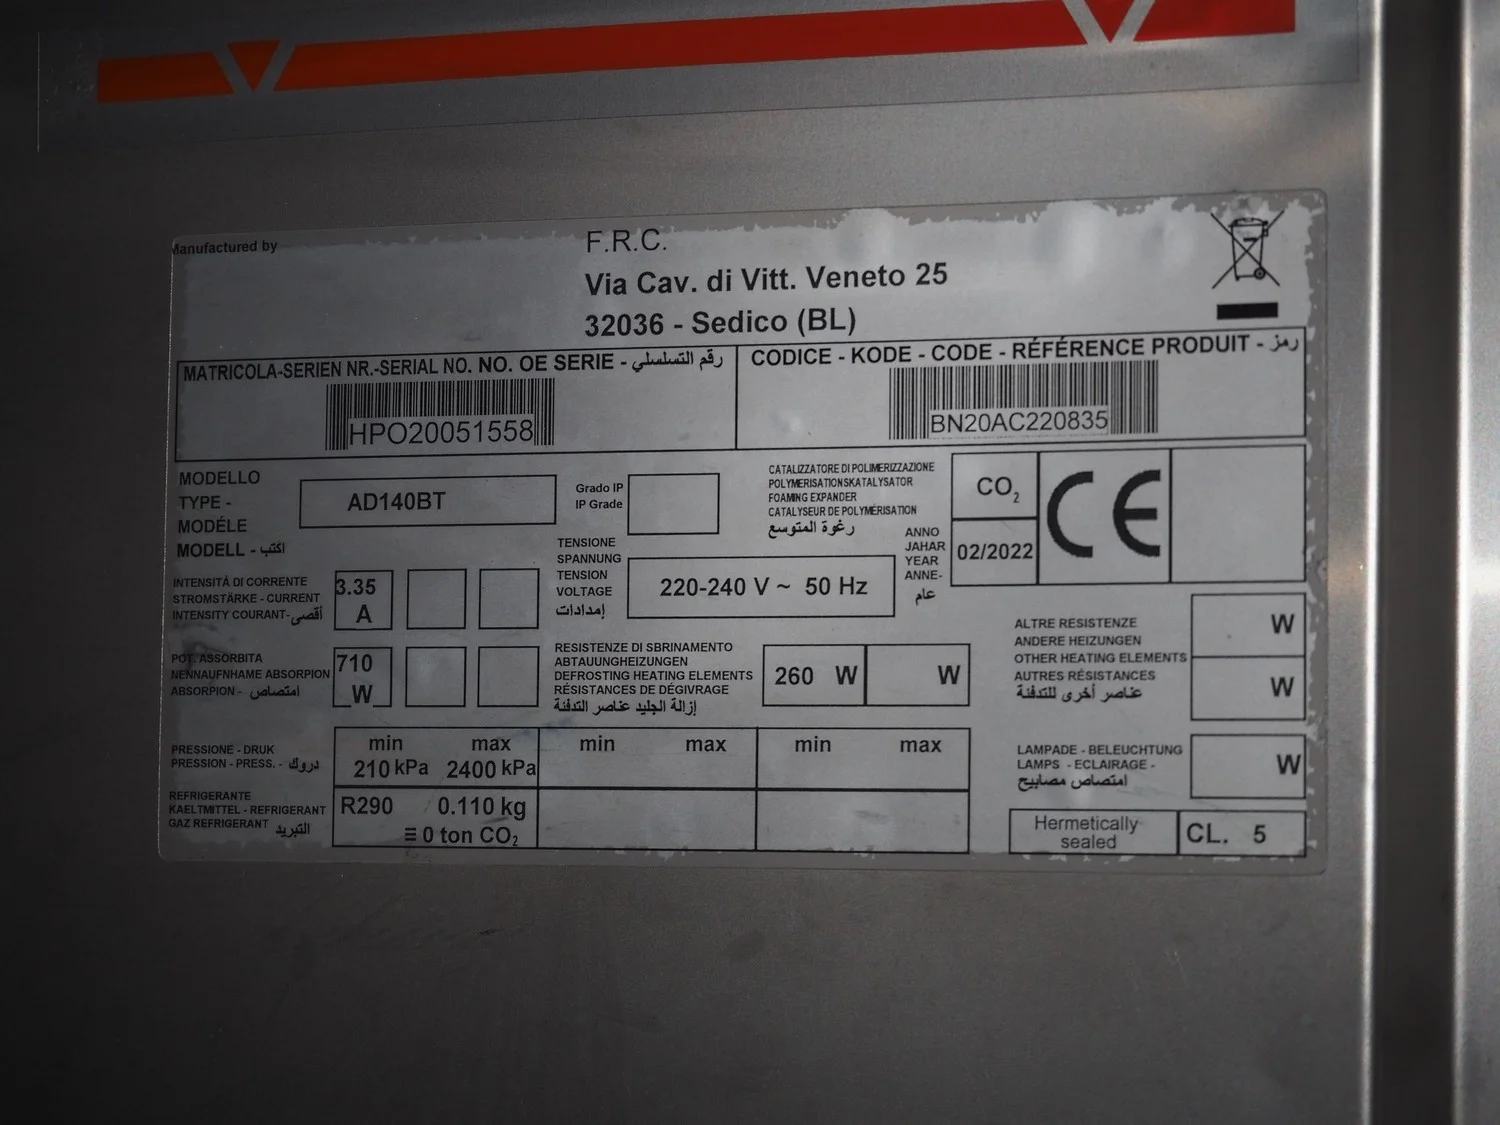 Manufactured by
F.R.C.
Via Cav. di Vitt. Veneto 25
32036 - Sedico (BL)
MATRICOLA-SERIEN NR.-SERIAL NO. NO. OE SERIE - رقم التسلسلي
HPO20051558
CODICE - KODE - CODE - RÉFÉRENCE PRODUIT - رمز
BN20AC220835
MODELLO
TYPE -
MODÉLE
MODELL - اكتب
AD140BT
Grado IP
IP Grade
CATALIZZATORE DI POLIMERIZZAZIONE
POLYMERISATIONSKATALYSATOR
FOAMING EXPANDER
CATALYSEUR DE POLYMÉRISATION
رغوة المتوسع
CO₂
ANNO
JAHAR
YEAR
ANNE-
عام
02/2022
CE
INTENSITÀ DI CORRENTE
STROMSTÄRKE - CURRENT
INTENSITY COURANT- أقصى
3.35
A
TENSIONE
SPANNUNG
TENSION
VOLTAGE
إمدادات
220-240 V ~ 50 Hz
POT. ASSORBITA
NENNAUFNHAME ABSORPTION
ABSORPTION - امتصاص
710
W
RESISTENZE DI SBRINAMENTO
ABTAUUNGHEIZUNGEN
DEFROSTING HEATING ELEMENTS
RÉSISTANCES DE DÉGIVRAGE
إزالة الجليد عناصر التدفئة
260 W
W
ALTRE RESISTENZE
ANDERE HEIZUNGEN
OTHER HEATING ELEMENTS
AUTRES RÉSISTANCES
عناصر أخرى للتدفئة
W
W
PRESSIONE - DRUK
PRESSION - PRESS. - دروك
min max
210 kPa 2400 kPa
min max
min max
LAMPADE - BELEUCHTUNG
LAMPS - ECLAIRAGE -
امتصاص مصابيح
W
REFRIGERANTE
KAELTMITTEL - REFRIGERANT
GAZ REFRIGERANT التبريد
R290 0.110 kg
≡ 0 ton CO₂
Hermetically
sealed
CL. 5